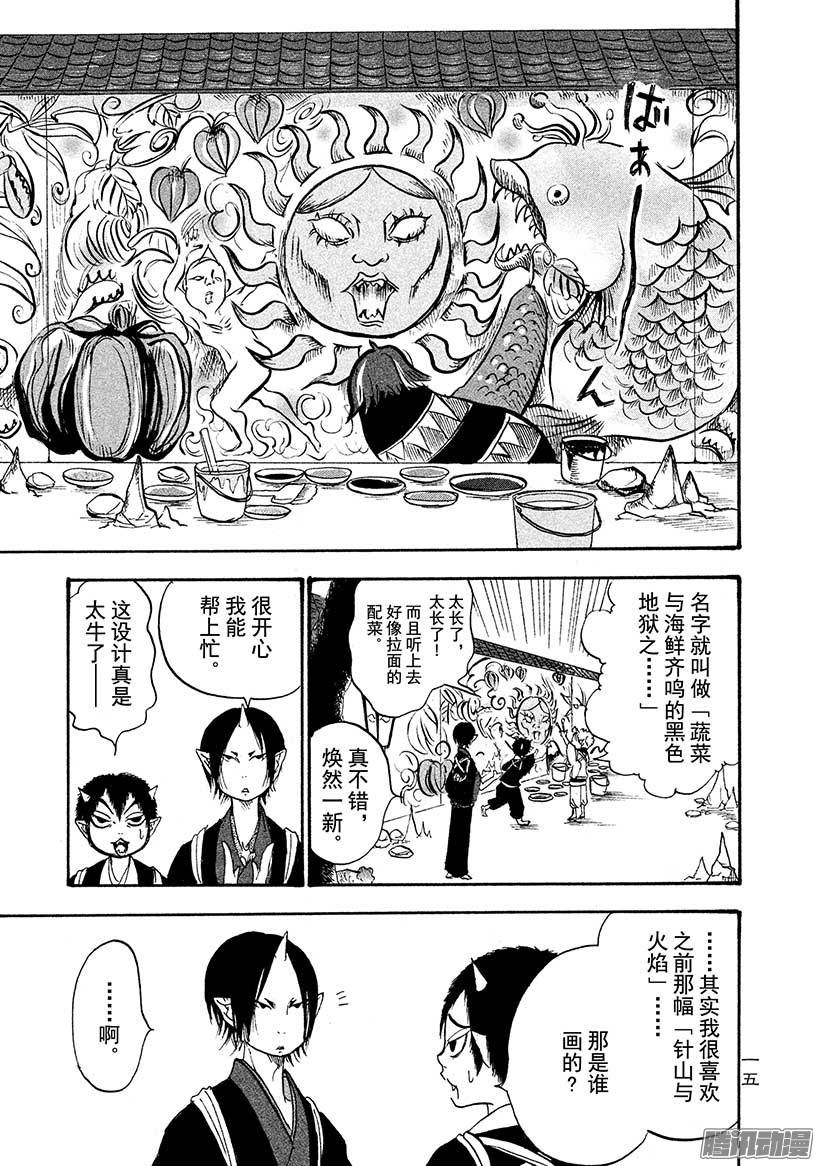 ばぁーん
名字就叫做「蔬菜
与海鲜齐鸣的黑色
地狱之……」
太长了，
太长了！
而且听上去
好像拉面的
配菜。
真不错，
焕然一新。
很开心
我能
帮上忙。
这设计真是
太牛了——
……其实我很喜欢
之前那幅「针山与
火焰」……
那是谁
画的？
……啊。
一五
腾讯动漫